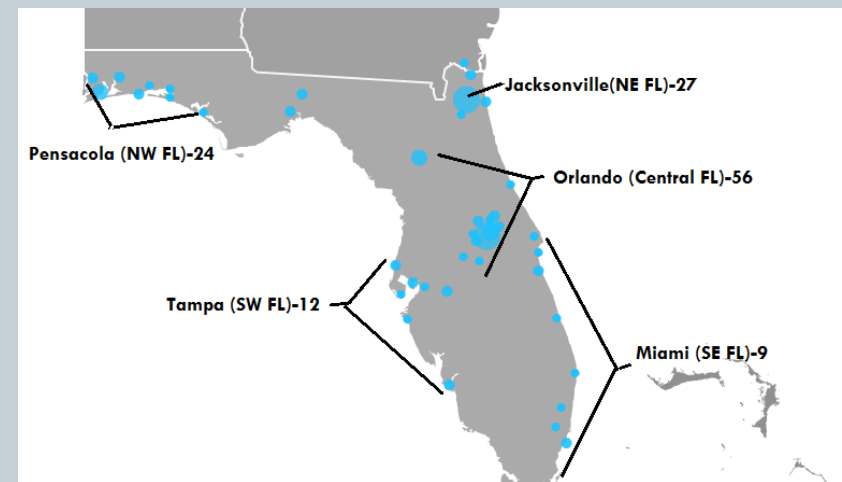 Jacksonville(NE FL)-27
Pensacola (NW FL)-24
Orlando (Central FL)-56
Tampa (SW FL)-12
Miami (SE FL)-9